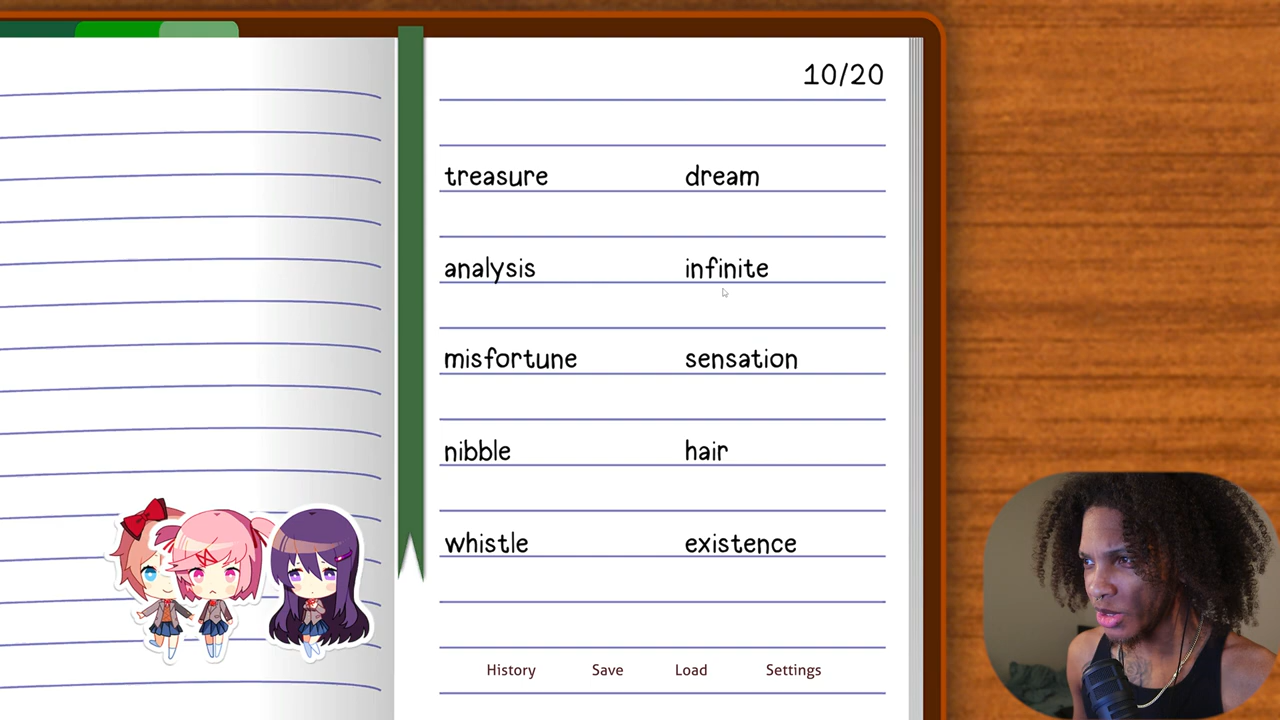 10/20
treasure dream
analysis infinite
misfortune sensation
nibble hair
whistle existence
History Save Load Settings